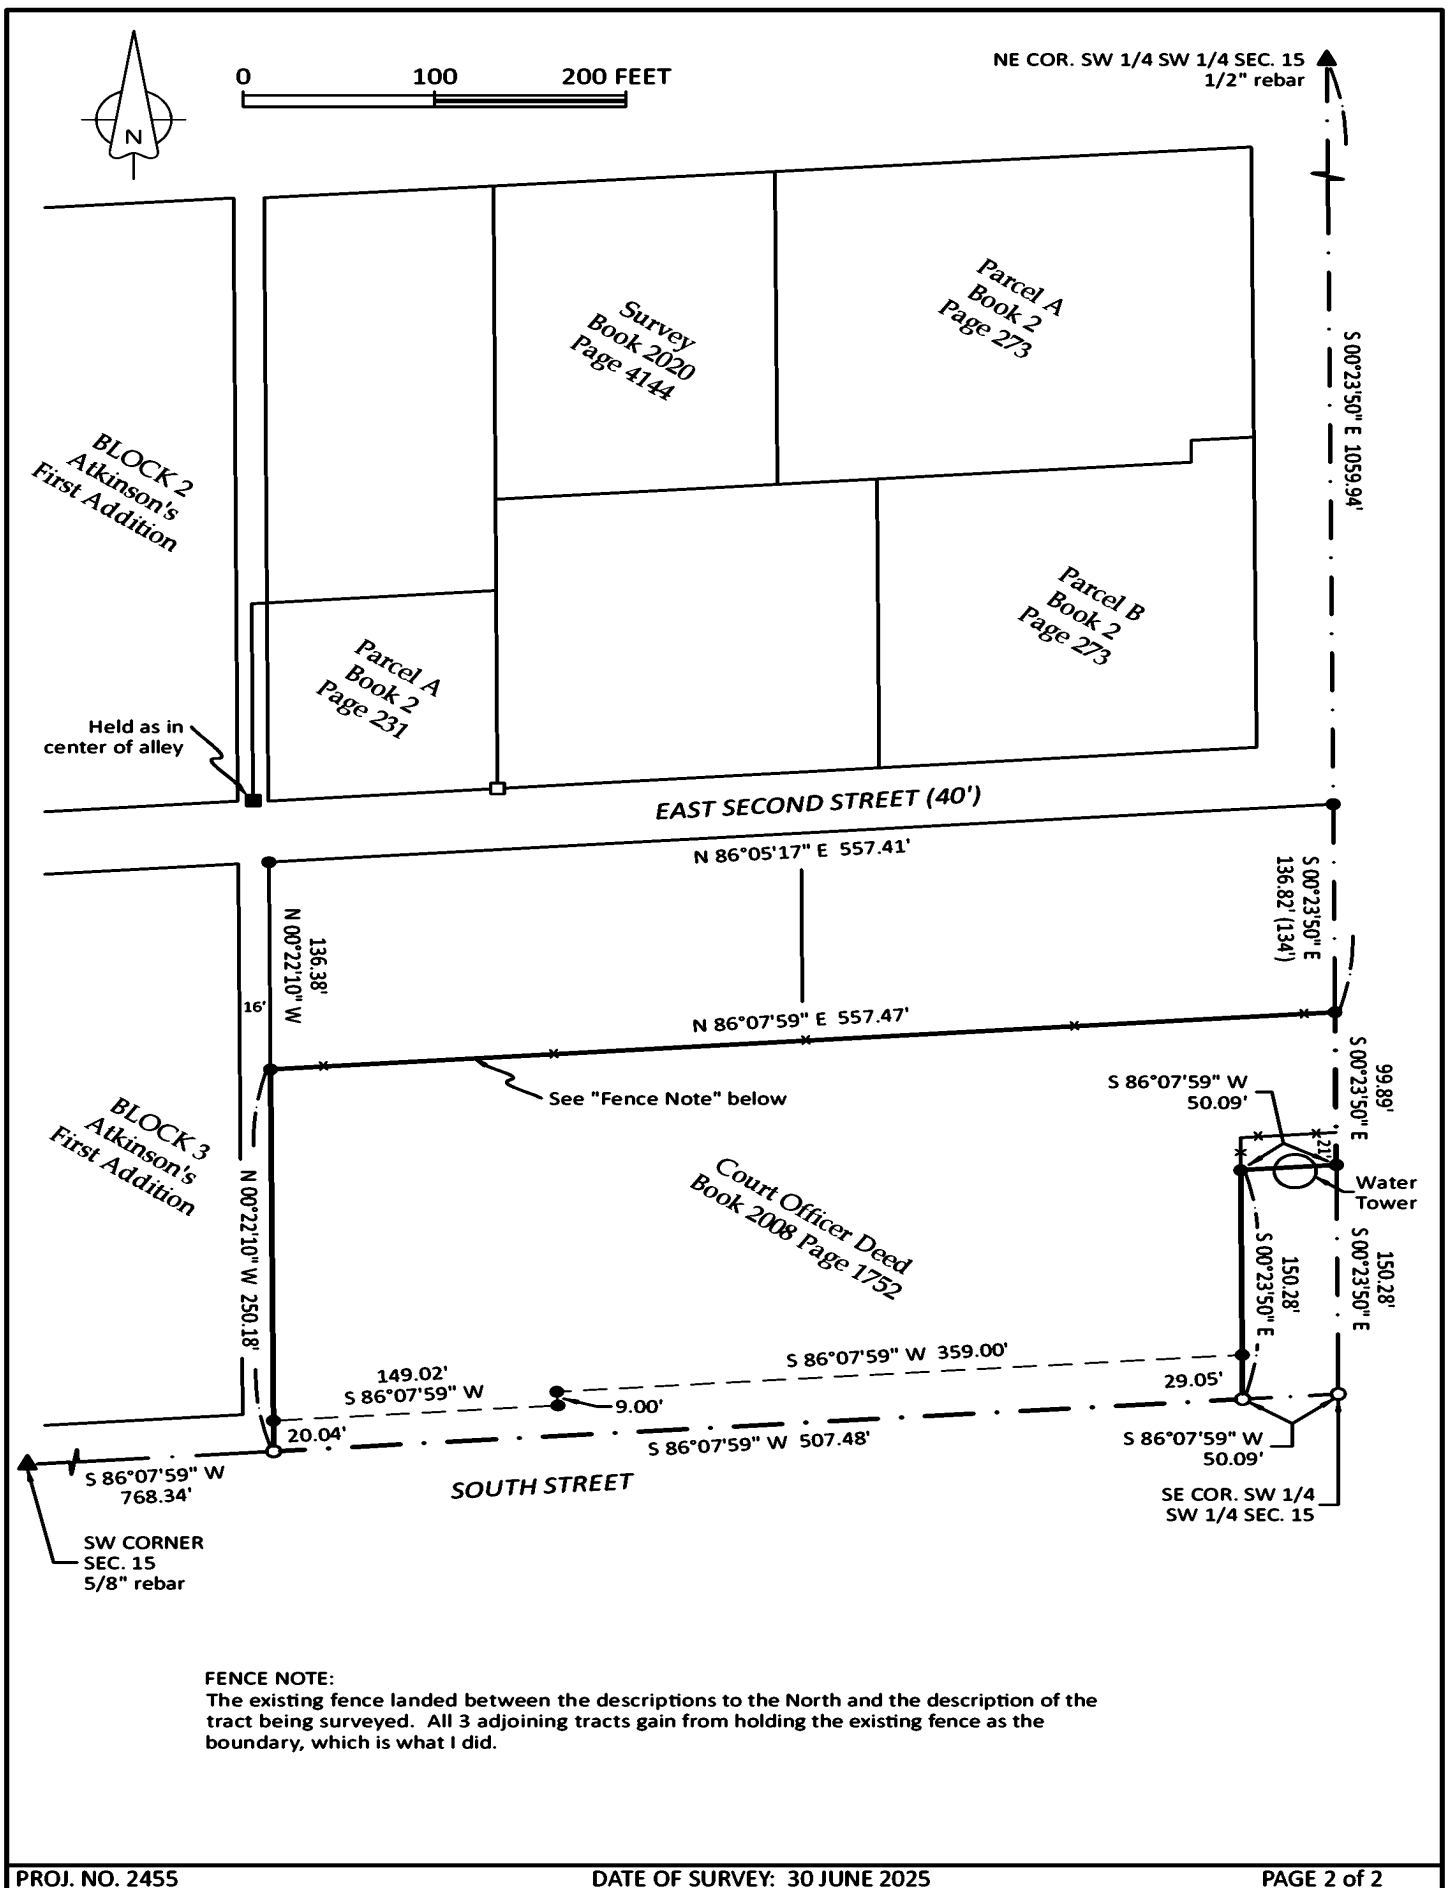 0 100 200 FEET
NE COR. SW 1/4 SW 1/4 SEC. 15
1/2" rebar
N
Survey
Book 2020
Page 4144
Parcel A
Book 2
Page 273
S 00°23'50" E 1059.94'
BLOCK 2
Atkinson's
First Addition
Parcel B
Book 2
Page 273
Parcel A
Book 2
Page 231
Held as in
center of alley
EAST SECOND STREET (40')
N 86°05'17" E 557.41'
S 00°23'50" E
136.82' (134')
136.38'
N 00°22'10" W
16'
N 86°07'59" E 557.47'
See "Fence Note" below
99.89'
S 00°23'50" E
S 86°07'59" W
50.09'
21'
Water
Tower
BLOCK 3
Atkinson's
First Addition
N 00°22'10" W 250.18'
Court Officer Deed
Book 2008 Page 1752
150.28'
S 00°23'50" E
150.28'
S 00°23'50" E
S 86°07'59" W 359.00'
149.02'
S 86°07'59" W
29.05'
9.00'
20.04'
S 86°07'59" W 507.48'
S 86°07'59" W
50.09'
S 86°07'59" W
768.34'
SOUTH STREET
SE COR. SW 1/4
SW 1/4 SEC. 15
SW CORNER
SEC. 15
5/8" rebar
FENCE NOTE:
The existing fence landed between the descriptions to the North and the description of the
tract being surveyed. All 3 adjoining tracts gain from holding the existing fence as the
boundary, which is what I did.
PROJ. NO. 2455 DATE OF SURVEY: 30 JUNE 2025 PAGE 2 of 2